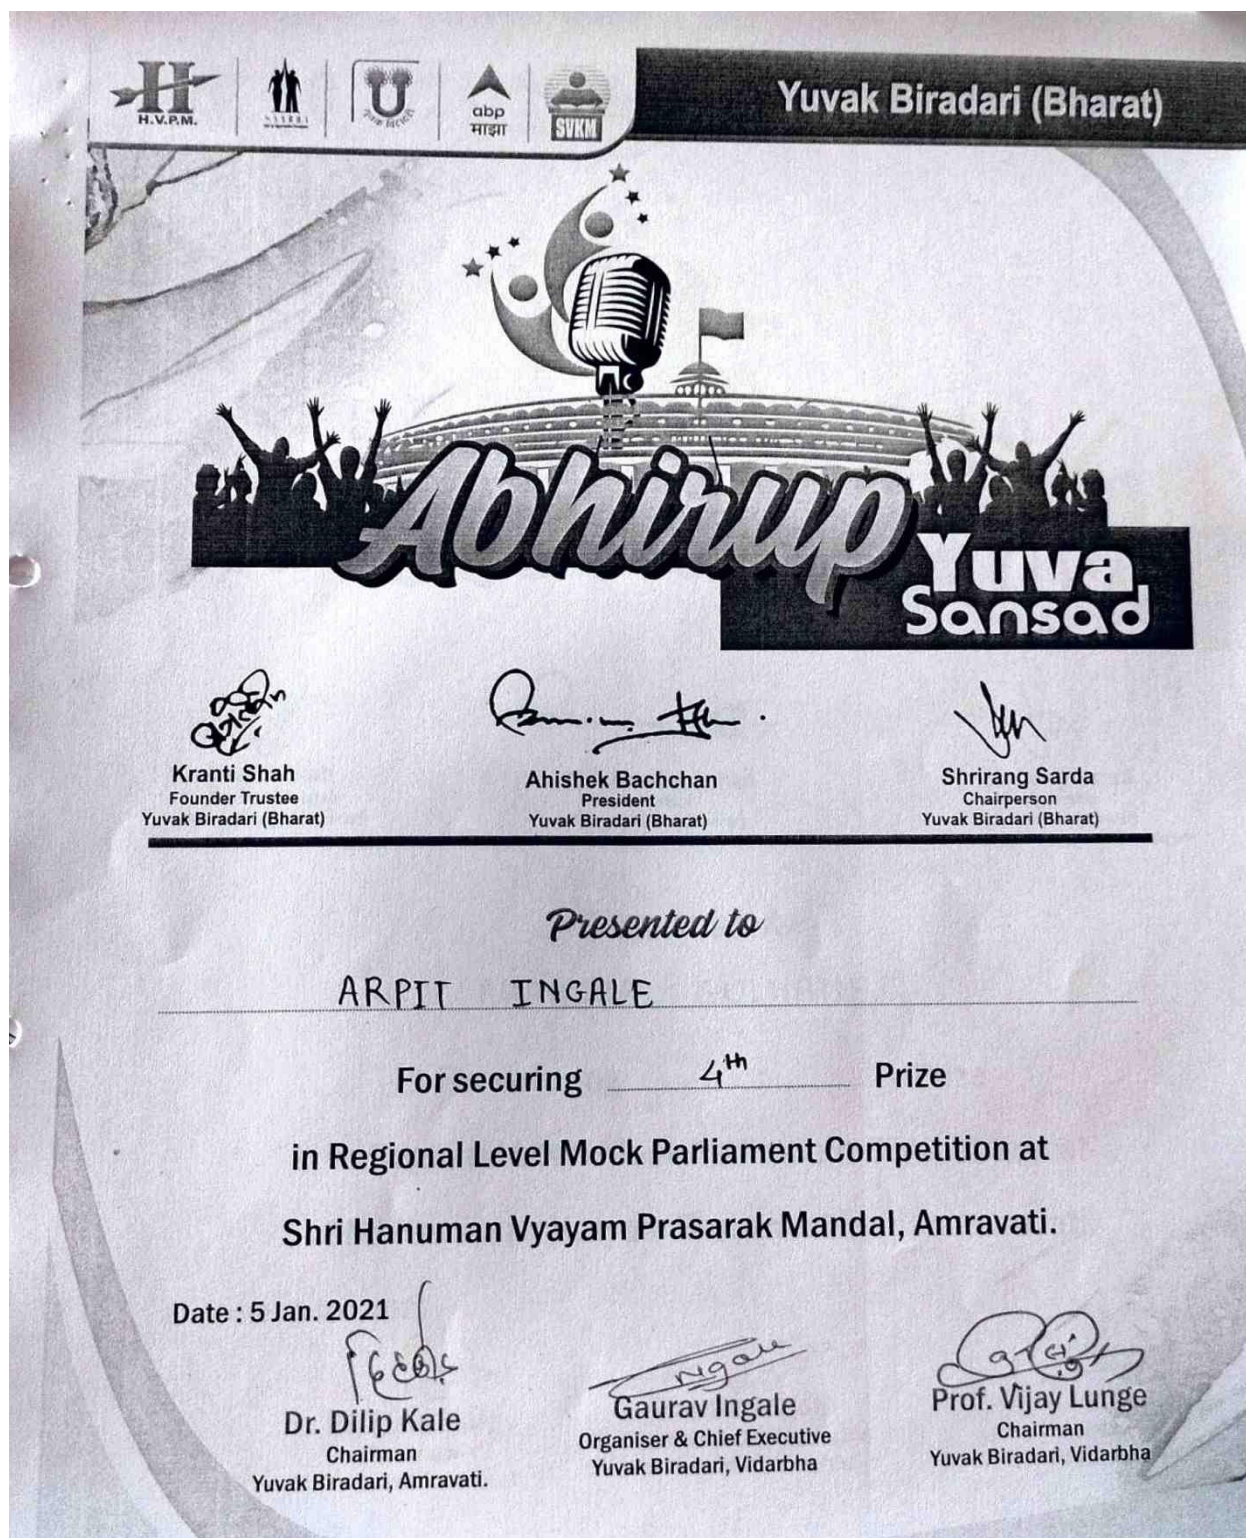 H.V.P.M.
abp
माझा
SVKM
Yuvak Biradari (Bharat)
Abhirup
Yuva
Sansad
Kranti Shah
Founder Trustee
Yuvak Biradari (Bharat)
Ahishek Bachchan
President
Yuvak Biradari (Bharat)
Shrirang Sarda
Chairperson
Yuvak Biradari (Bharat)
Presented to
ARPIT INGALE
For securing 4th Prize
in Regional Level Mock Parliament Competition at
Shri Hanuman Vyayam Prasarak Mandal, Amravati.
Date : 5 Jan. 2021
Dr. Dilip Kale
Chairman
Yuvak Biradari, Amravati.
Ngale
Gaurav Ingale
Organiser & Chief Executive
Yuvak Biradari, Vidarbha
Prof. Vijay Lunge
Chairman
Yuvak Biradari, Vidarbha